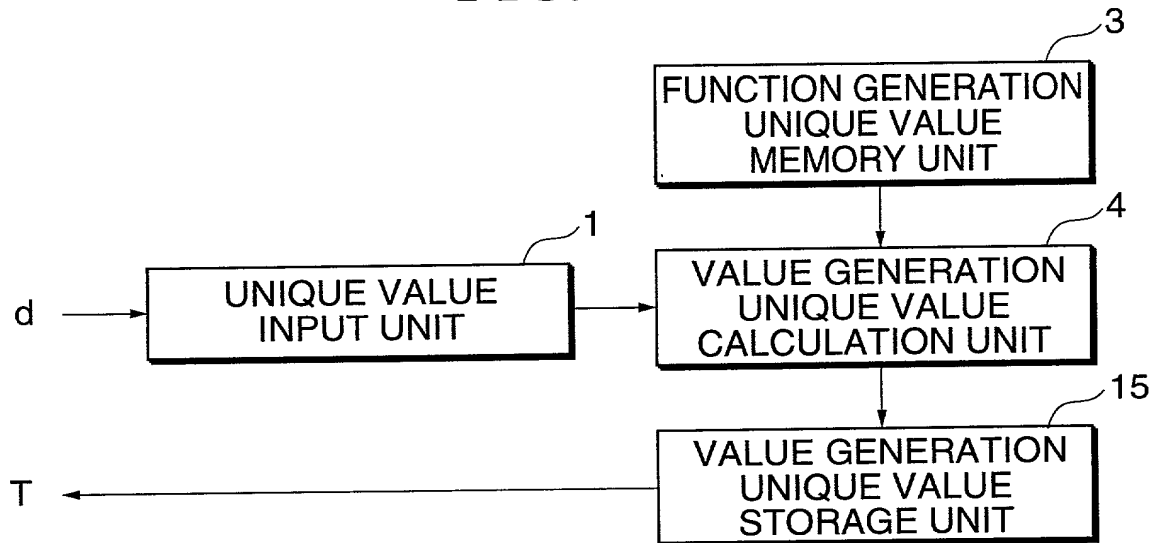 3
FUNCTION GENERATION
UNIQUE VALUE
MEMORY UNIT
1
4
d
UNIQUE VALUE
INPUT UNIT
VALUE GENERATION
UNIQUE VALUE
CALCULATION UNIT
15
T
VALUE GENERATION
UNIQUE VALUE
STORAGE UNIT